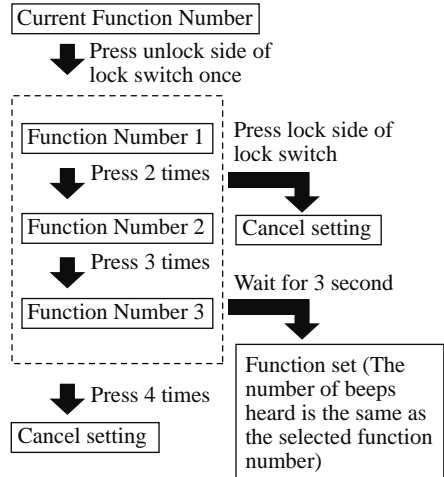 Current Function Number
Press unlock side of
lock switch once
Function Number 1
Press 2 times
Function Number 2
Press 3 times
Function Number 3
Press lock side of
lock switch
Cancel setting
Wait for 3 second
Function set (The
number of beeps
heard is the same as
the selected function
number)
Press 4 times
Cancel setting